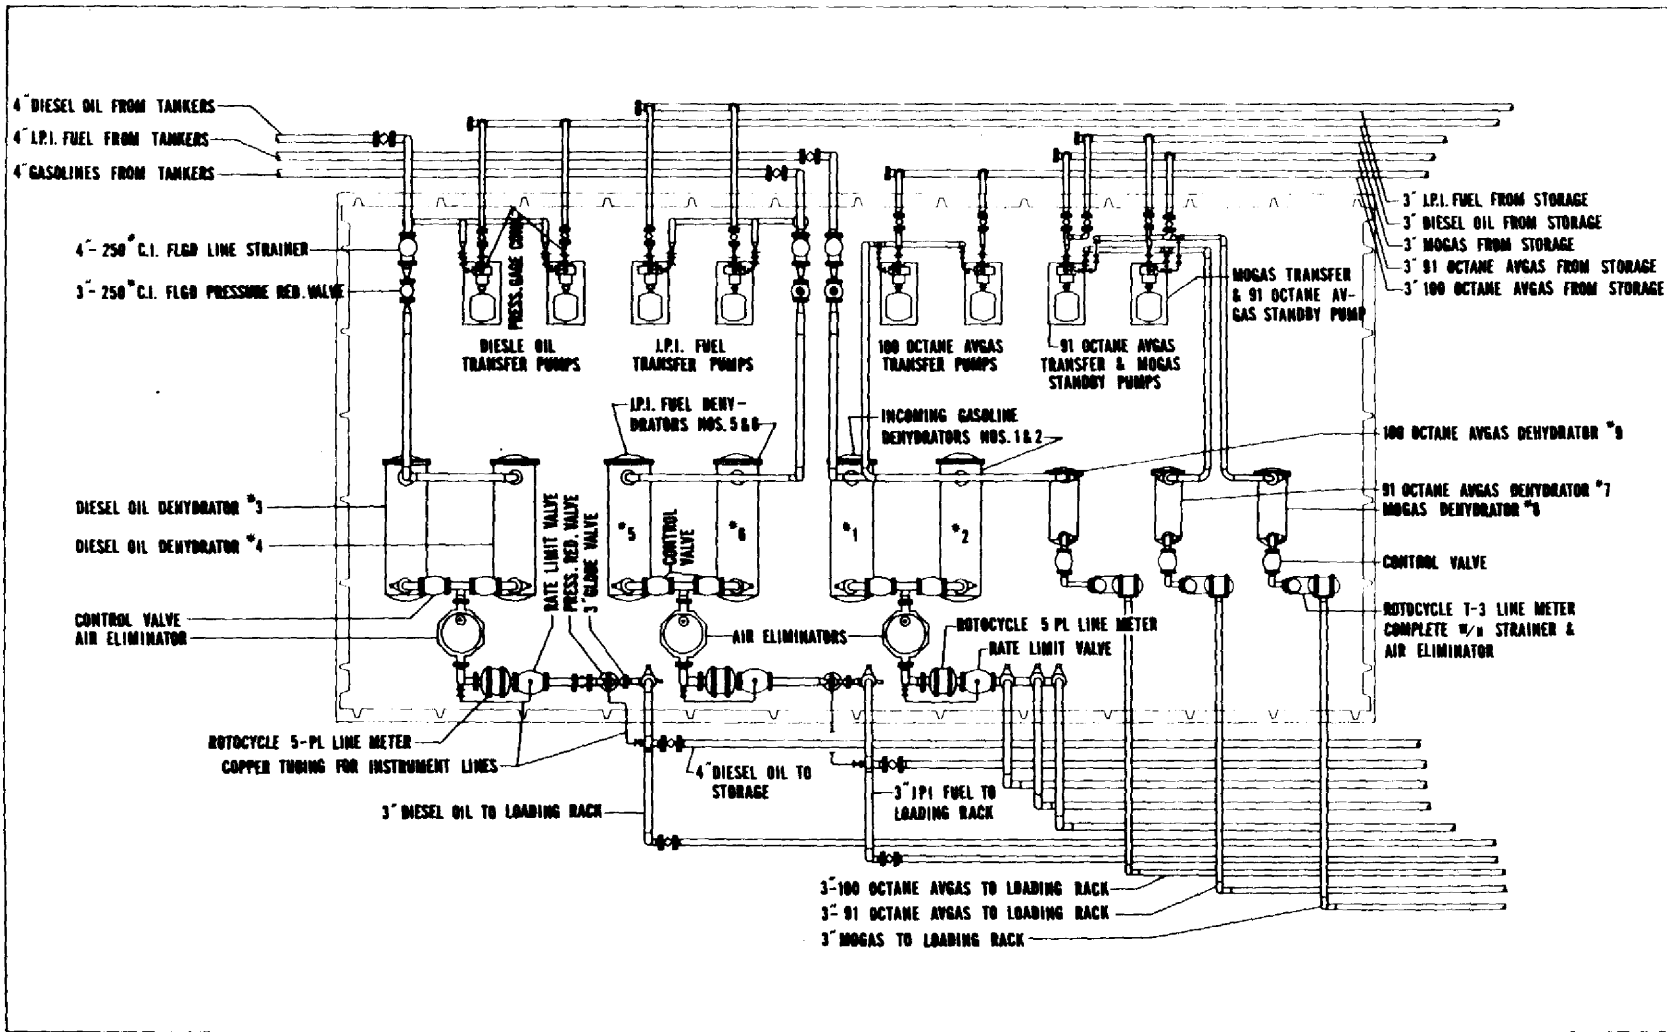 4" DIESEL OIL FROM TANKERS
4" J.P.I. FUEL FROM TANKERS
4" GASOLINES FROM TANKERS
4"- 250# C.I. FLGD LINE STRAINER
3"- 250# C.I. FLGD PRESSURE RED. VALVE
PRESS. GAGE CONN.
DIESLE OIL
TRANSFER PUMPS
J.P.I. FUEL
TRANSFER PUMPS
100 OCTANE AVGAS
TRANSFER PUMPS
91 OCTANE AVGAS
TRANSFER & MOGAS
STANDBY PUMPS
MOGAS TRANSFER
& 91 OCTANE AV-
GAS STANDBY PUMP
3" J.P.I. FUEL FROM STORAGE
3" DIESEL OIL FROM STORAGE
3" MOGAS FROM STORAGE
3" 91 OCTANE AVGAS FROM STORAGE
3" 100 OCTANE AVGAS FROM STORAGE
J.P.I. FUEL DEHY-
DRATORS NOS. 5 & 6
INCOMING GASOLINE
DEHYDRATORS NOS. 1 & 2
100 OCTANE AVGAS DEHYDRATOR #9
91 OCTANE AVGAS DEHYDRATOR #7
MOGAS DEHYDRATOR #8
DIESEL OIL DEHYDRATOR #3
DIESEL OIL DEHYDRATOR #4
RATE LIMIT VALVE
PRESS. RED. VALVE
3" GLOBE VALVE
#5
CONTROL
VALVE
#6
#1
#2
CONTROL VALVE
CONTROL VALVE
AIR ELIMINATOR
AIR ELIMINATORS
ROTOCYCLE 5 PL LINE METER
RATE LIMIT VALVE
ROTOCYCLE T-3 LINE METER
COMPLETE W/H STRAINER &
AIR ELIMINATOR
ROTOCYCLE 5-PL LINE METER
COPPER TUBING FOR INSTRUMENT LINES
4" DIESEL OIL TO
STORAGE
3" DIESEL OIL TO LOADING RACK
3" J.P.I FUEL TO
LOADING RACK
3"-100 OCTANE AVGAS TO LOADING RACK
3"- 91 OCTANE AVGAS TO LOADING RACK
3" MOGAS TO LOADING RACK